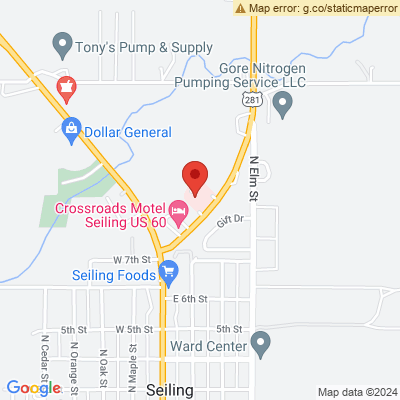 Map error: g.co/staticmaperror
Tony's Pump & Supply
Gore Nitrogen
Pumping Service LLC
281
Dollar General
N Elm St
Crossroads Motel
Seiling US 60
Gift Dr
W 7th St
Seiling Foods
E 6th St
W 5th St
5th St
N Cedar St
N Orange St
N Oak St
N Maple St
Ward Center
Seiling
Google
Map data ©2024